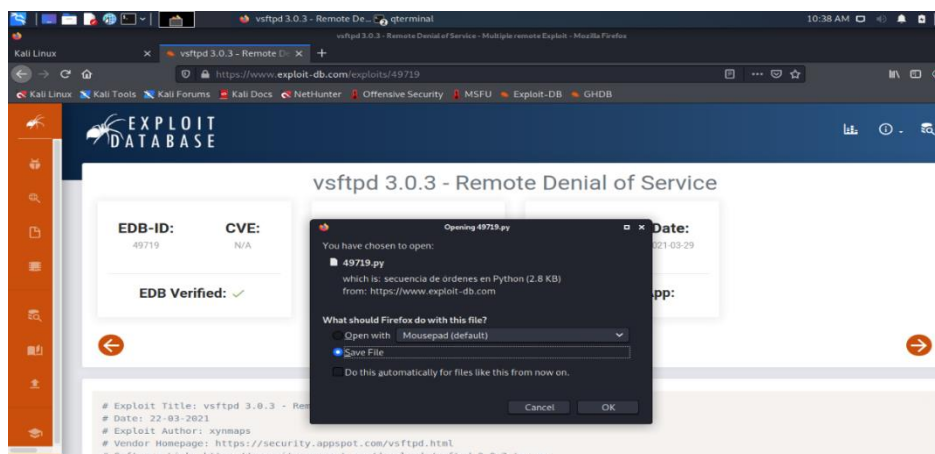 vsftpd 3.0.3 - Remote De...
qterminal
10:38 AM
vsftpd 3.0.3 - Remote Denial of Service - Multiple remote Exploit - Mozilla Firefox
Kali Linux
vsftpd 3.0.3 - Remote De
https://www.exploit-db.com/exploits/49719
Kali Linux
Kali Tools
Kali Forums
Kali Docs
NetHunter
Offensive Security
MSFU
Exploit-DB
GHDB
EXPLOIT
DATABASE
vsftpd 3.0.3 - Remote Denial of Service
EDB-ID:
49719
CVE:
N/A
EDB Verified:
Date:
021-03-29
pp:
Opening 49719.py
You have chosen to open:
49719.py
which is: secuencia de órdenes en Python (2.8 KB)
from: https://www.exploit-db.com
What should Firefox do with this file?
Open with
Mousepad (default)
Save File
Do this automatically for files like this from now on.
Cancel
OK
# Exploit Title: vsftpd 3.0.3 - Rem
# Date: 22-03-2021
# Exploit Author: xynmaps
# Vendor Homepage: https://security.appspot.com/vsftpd.html